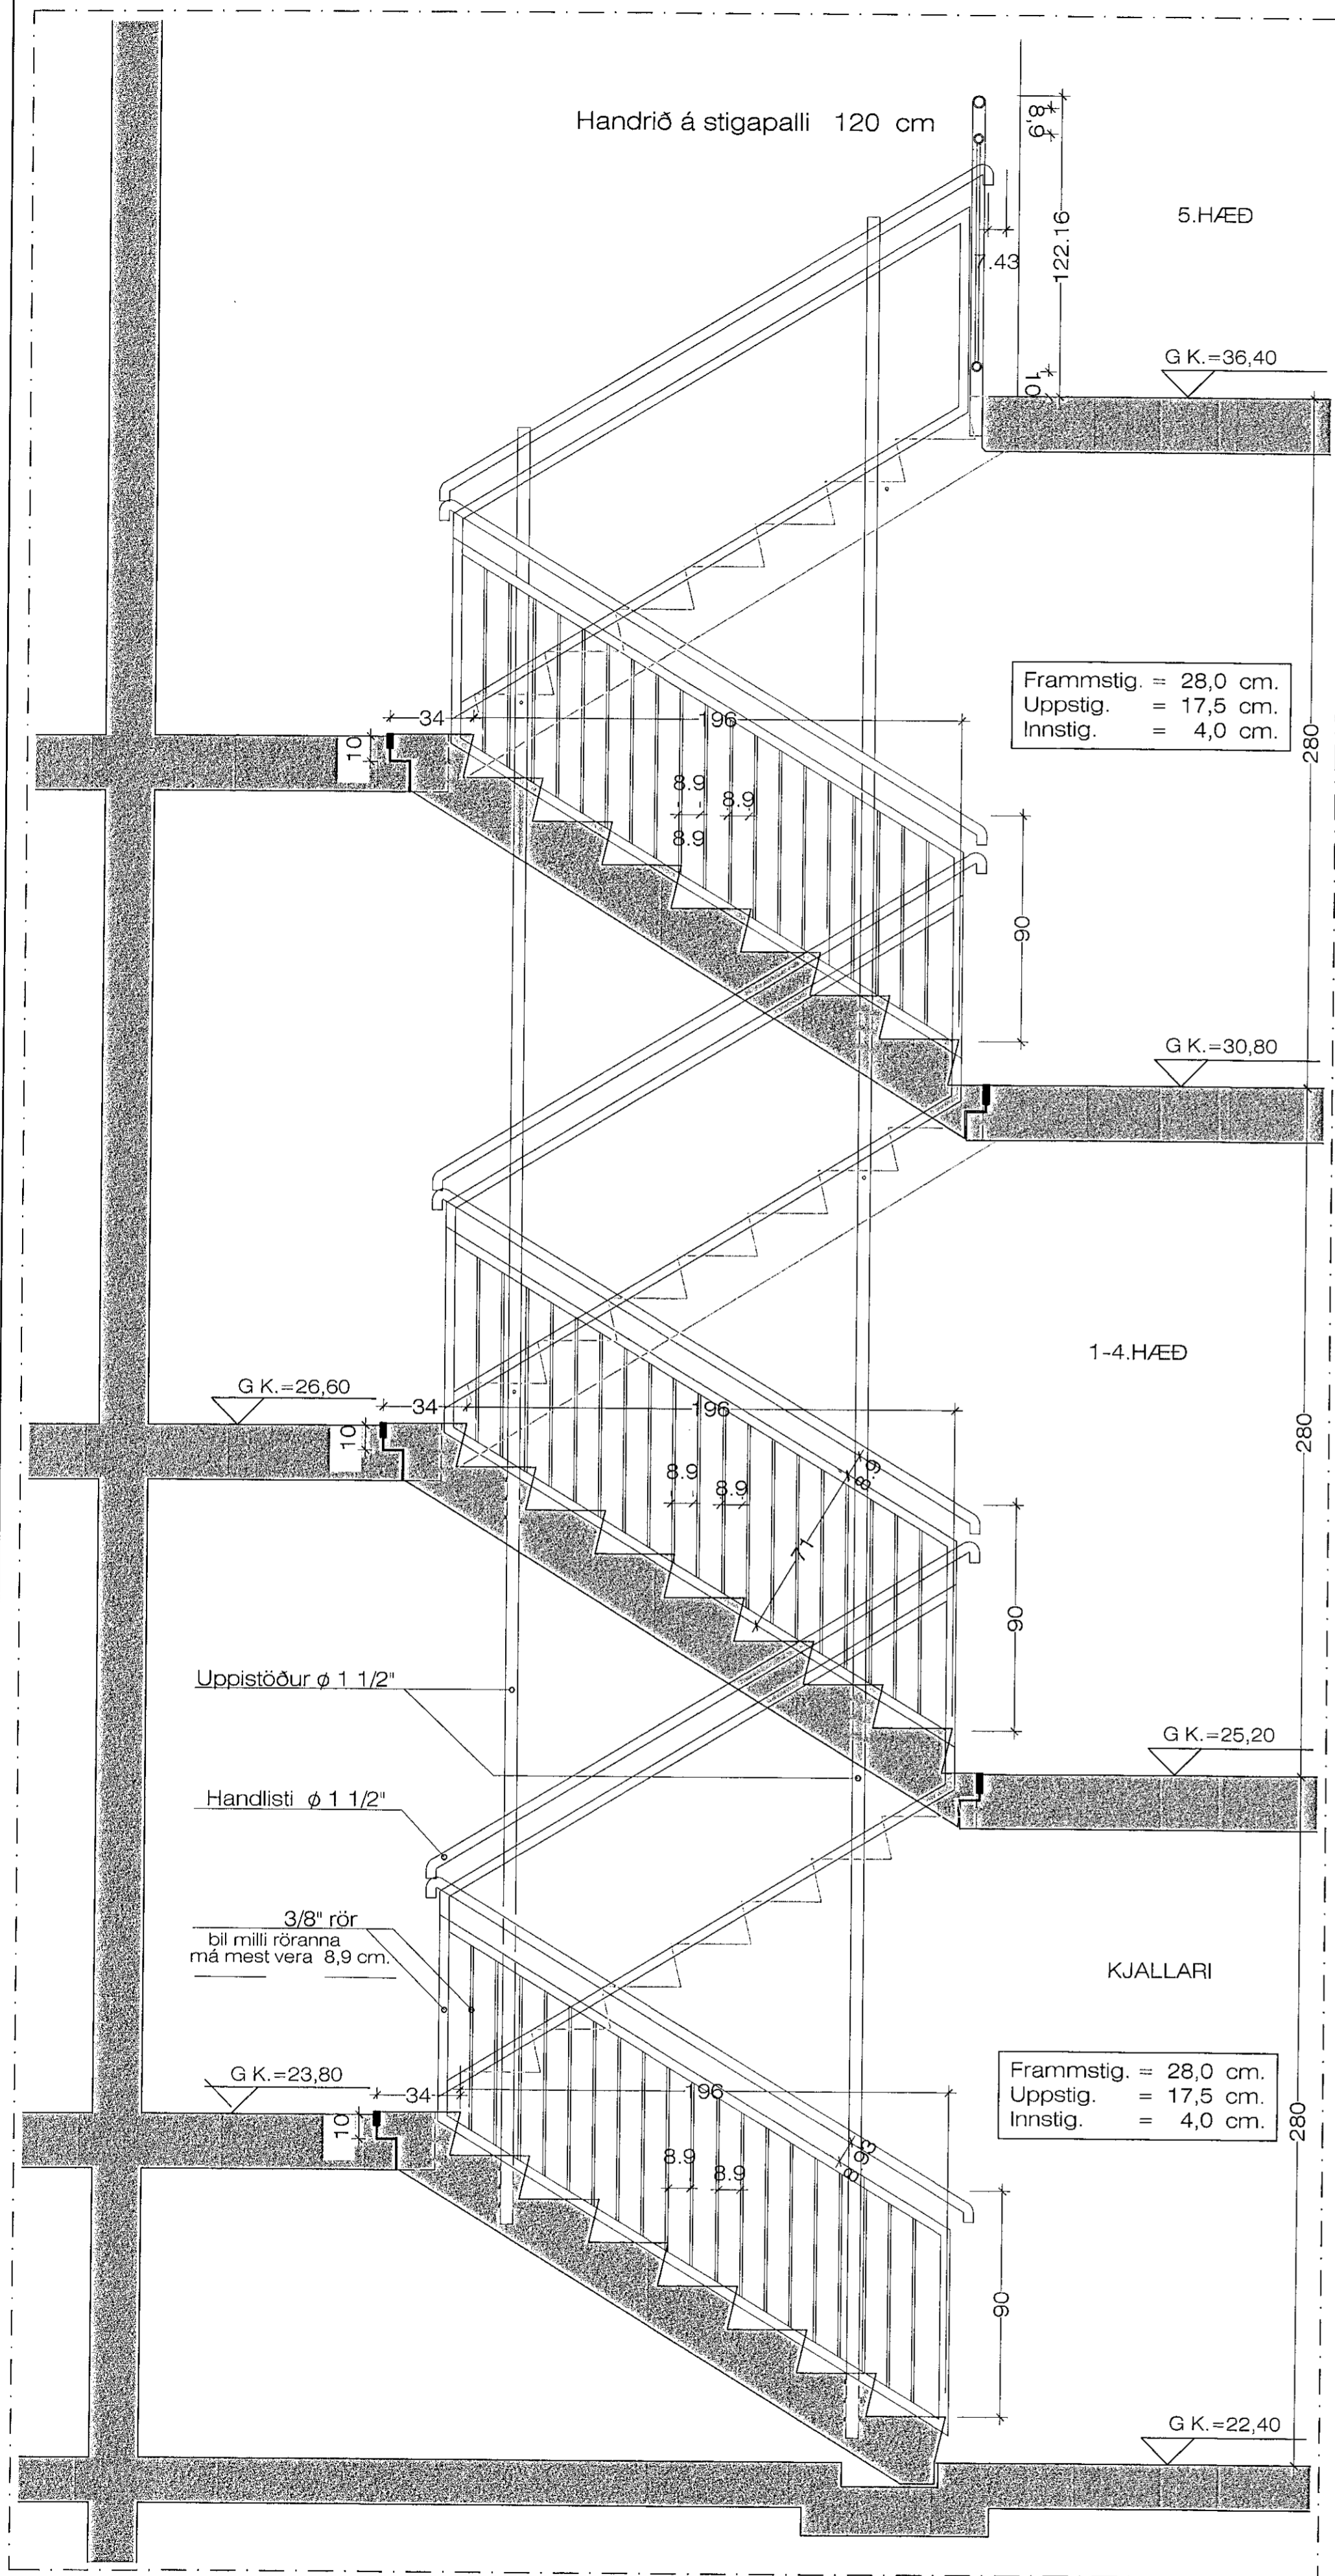 Handrið á stigapalli 120 cm
8,9
122.16
5.HÆÐ
7.43
G K.=36,40
10
Frammstig. = 28,0 cm.
Uppstig. = 17,5 cm.
Innstig. = 4,0 cm.
280
34
196
10
8.9
8.9
8.9
90
G K.=30,80
1-4.HÆÐ
G K.=26,60
34
196
10
280
8.9
8.9
8.9
71
90
Uppistöður ø 1 1/2"
G K.=25,20
Handlisti ø 1 1/2"
3/8" rör
bil milli röranna
má mest vera 8,9 cm.
KJALLARI
G K.=23,80
34
196
10
Frammstig. = 28,0 cm.
Uppstig. = 17,5 cm.
Innstig. = 4,0 cm.
280
8.9
8.9
8.93
90
G K.=22,40